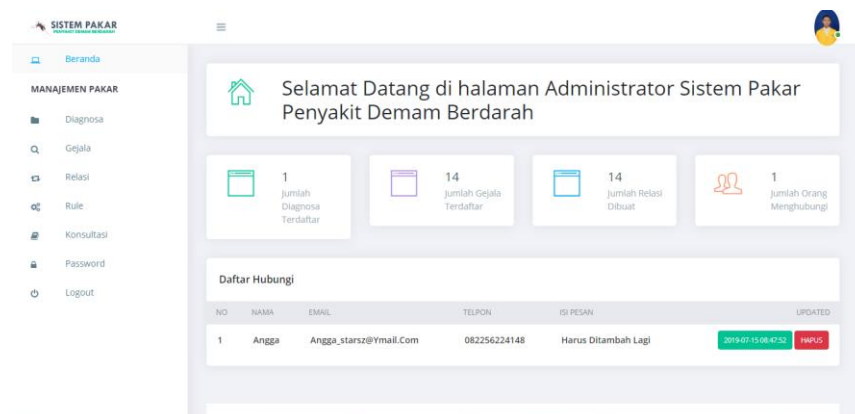 SISTEM PAKAR
PENYAKIT DEMAM BERDARAH
Beranda
MANAJEMEN PAKAR
Diagnosa
Gejala
Relasi
Rule
Konsultasi
Password
Logout
Selamat Datang di halaman Administrator Sistem Pakar
Penyakit Demam Berdarah
1
Jumlah
Diagnosa
Terdaftar
14
Jumlah Gejala
Terdaftar
14
Jumlah Relasi
Dibuat
1
Jumlah Orang
Menghubungi
Daftar Hubungi
NO NAMA EMAIL TELPON ISI PESAN UPDATED
1 Angga Angga_starsz@Ymail.Com 082256224148 Harus Ditambah Lagi 2019-07-15 08:47:52 HAPUS